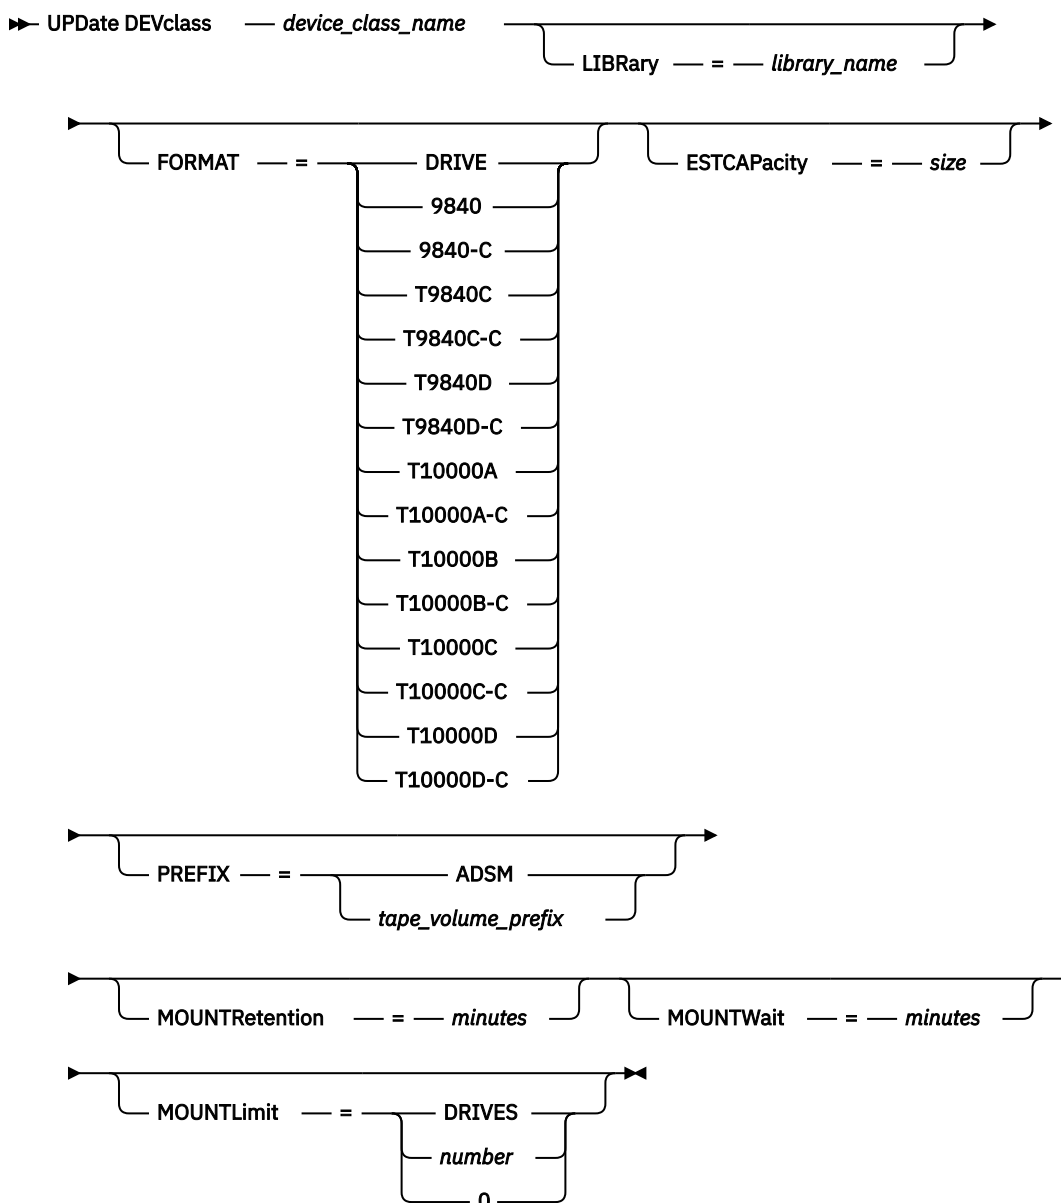 UPDate DEVclass device_class_name
LIBRary = library_name
FORMAT = DRIVE
9840
9840-C
T9840C
T9840C-C
T9840D
T9840D-C
T10000A
T10000A-C
T10000B
T10000B-C
T10000C
T10000C-C
T10000D
T10000D-C
ESTCAPacity = size
PREFIX = ADSM
tape_volume_prefix
MOUNTRetention = minutes
MOUNTWait = minutes
MOUNTLimit = DRIVES
number
0